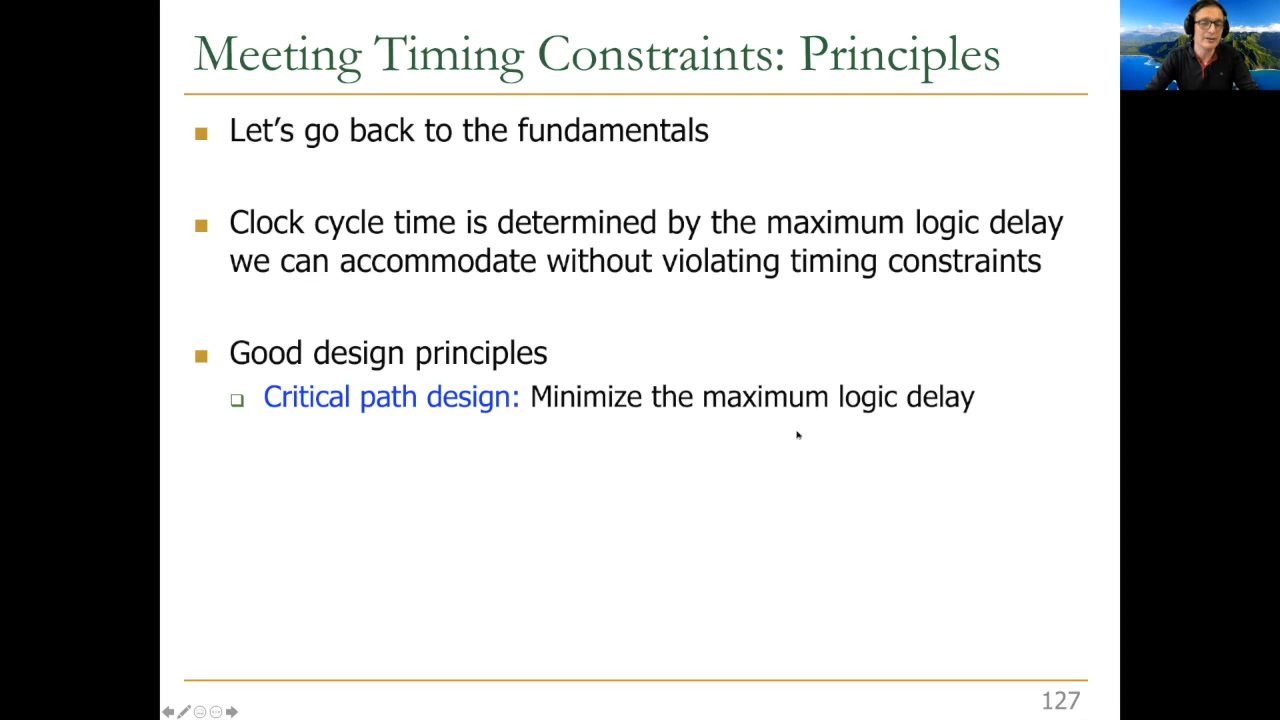 Meeting Timing Constraints: Principles
Let’s go back to the fundamentals
Clock cycle time is determined by the maximum logic delay
we can accommodate without violating timing constraints
Good design principles
Critical path design: Minimize the maximum logic delay
127